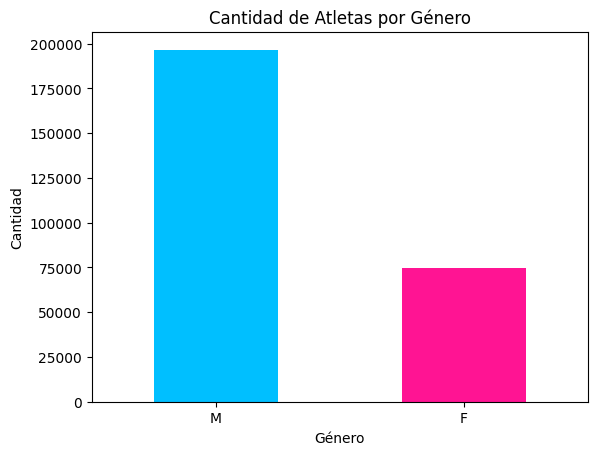 Cantidad de Atletas por Género
200000
175000
150000
125000
100000
75000
50000
25000
0
Cantidad
M
F
Género